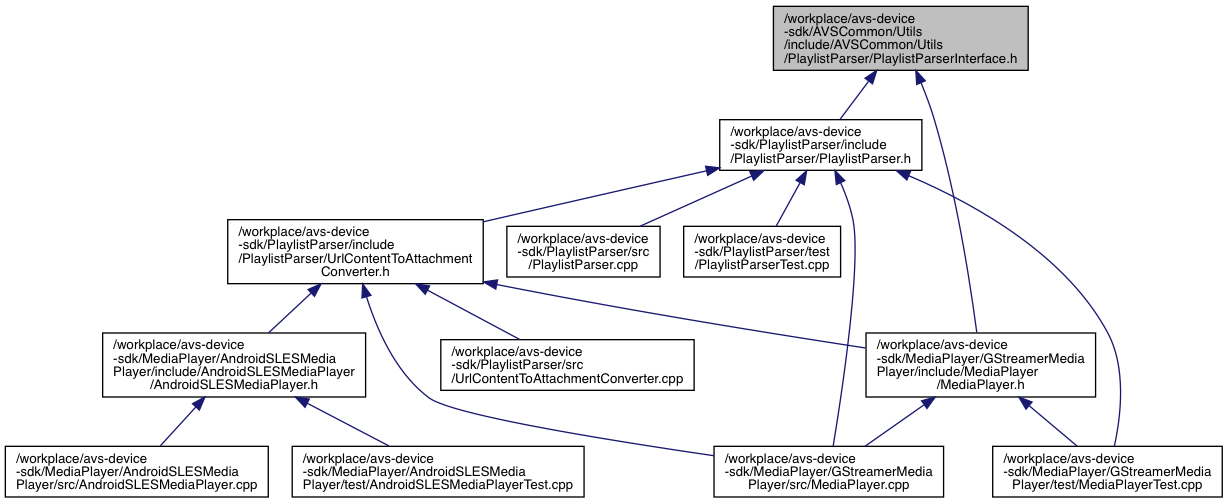 /workplace/avs-device
-sdk/AVSCommon/Utils
/include/AVSCommon/Utils
/PlaylistParser/PlaylistParserInterface.h
/workplace/avs-device
-sdk/PlaylistParser/include
/PlaylistParser/PlaylistParser.h
/workplace/avs-device
-sdk/PlaylistParser/include
/PlaylistParser/UrlContentToAttachment
Converter.h
/workplace/avs-device
-sdk/PlaylistParser/src
/PlaylistParser.cpp
/workplace/avs-device
-sdk/PlaylistParser/test
/PlaylistParserTest.cpp
/workplace/avs-device
-sdk/MediaPlayer/AndroidSLESMedia
Player/include/AndroidSLESMediaPlayer
/AndroidSLESMediaPlayer.h
/workplace/avs-device
-sdk/PlaylistParser/src
/UrlContentToAttachmentConverter.cpp
/workplace/avs-device
-sdk/MediaPlayer/GStreamerMedia
Player/include/MediaPlayer
/MediaPlayer.h
/workplace/avs-device
-sdk/MediaPlayer/AndroidSLESMedia
Player/src/AndroidSLESMediaPlayer.cpp
/workplace/avs-device
-sdk/MediaPlayer/AndroidSLESMedia
Player/test/AndroidSLESMediaPlayerTest.cpp
/workplace/avs-device
-sdk/MediaPlayer/GStreamerMedia
Player/src/MediaPlayer.cpp
/workplace/avs-device
-sdk/MediaPlayer/GStreamerMedia
Player/test/MediaPlayerTest.cpp